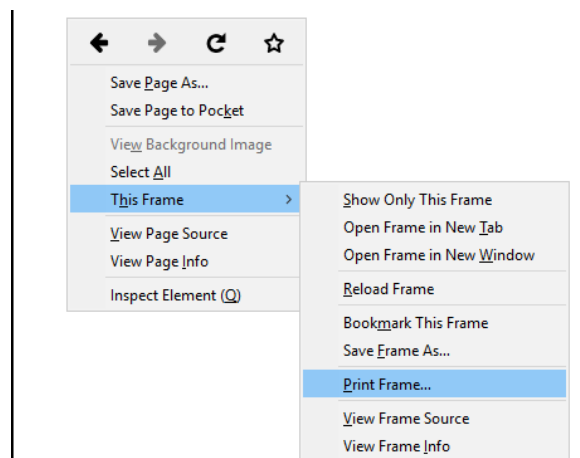 Save Page As...
Save Page to Pocket
View Background Image
Select All
This Frame
View Page Source
View Page Info
Inspect Element (Q)
Show Only This Frame
Open Frame in New Tab
Open Frame in New Window
Reload Frame
Bookmark This Frame
Save Frame As...
Print Frame...
View Frame Source
View Frame Info